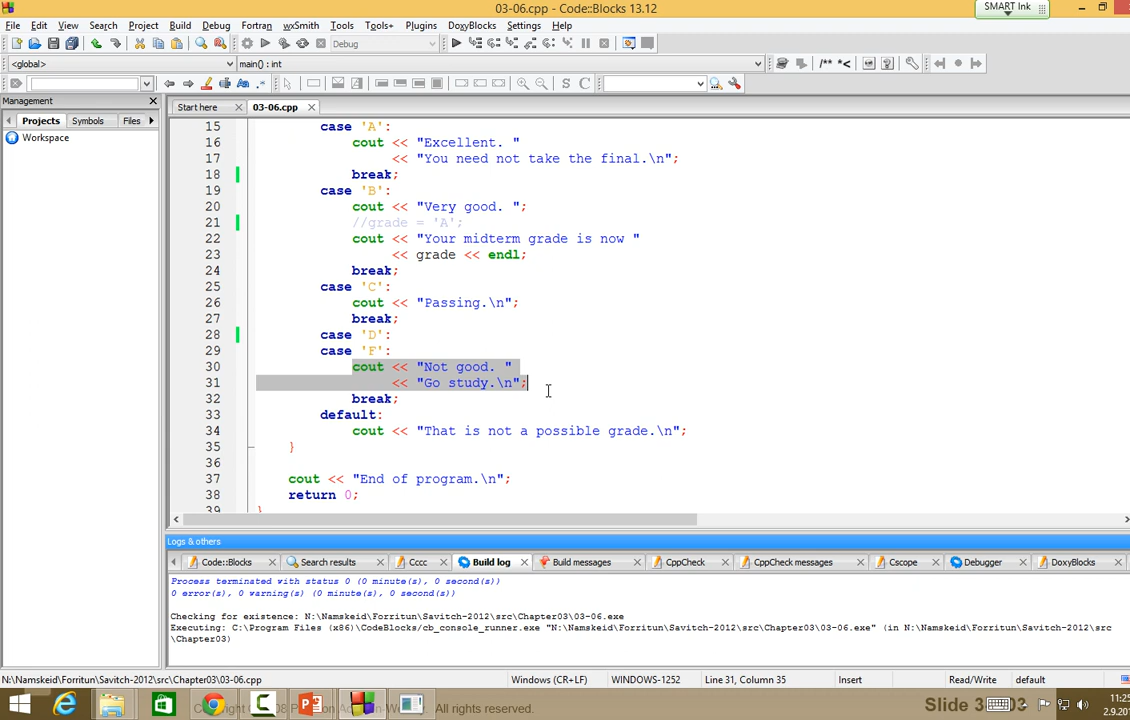 03-06.cpp - Code::Blocks 13.12
SMART Ink
File Edit View Search Project Build Debug Fortran wxSmith Tools Tools+ Plugins DoxyBlocks Settings Help
Debug
<global> main() : int
/** *<
S C
Management
Start here 03-06.cpp
Projects Symbols Files
Workspace
15 case 'A':
16 cout << "Excellent. "
17 << "You need not take the final.\n";
18 break;
19 case 'B':
20 cout << "Very good. ";
21 //grade = 'A';
22 cout << "Your midterm grade is now "
23 << grade << endl;
24 break;
25 case 'C':
26 cout << "Passing.\n";
27 break;
28 case 'D':
29 case 'F':
30 cout << "Not good. "
31 << "Go study.\n";
32 break;
33 default:
34 cout << "That is not a possible grade.\n";
35 }
36
37 cout << "End of program.\n";
38 return 0;
39 }
Logs & others
Code::Blocks Search results Cccc Build log Build messages CppCheck CppCheck messages Cscope Debugger DoxyBlocks
Process terminated with status 0 (0 minute(s), 0 second(s))
0 error(s), 0 warning(s) (0 minute(s), 0 second(s))
Checking for existence: N:\Namskeid\Forritun\Savitch-2012\src\Chapter03\03-06.exe
Executing: C:\Program Files (x86)\CodeBlocks/cb_console_runner.exe "N:\Namskeid\Forritun\Savitch-2012\src\Chapter03\03-06.exe" (in N:\Namskeid\Forritun\Savitch-2012\src
\Chapter03)
N:\Namskeid\Forritun\Savitch-2012\src\Chapter03\03-06.cpp Windows (CR+LF) WINDOWS-1252 Line 31, Column 35 Insert Read/Write default
All rights reserved.
Slide 3
03
11:25
2.9.201